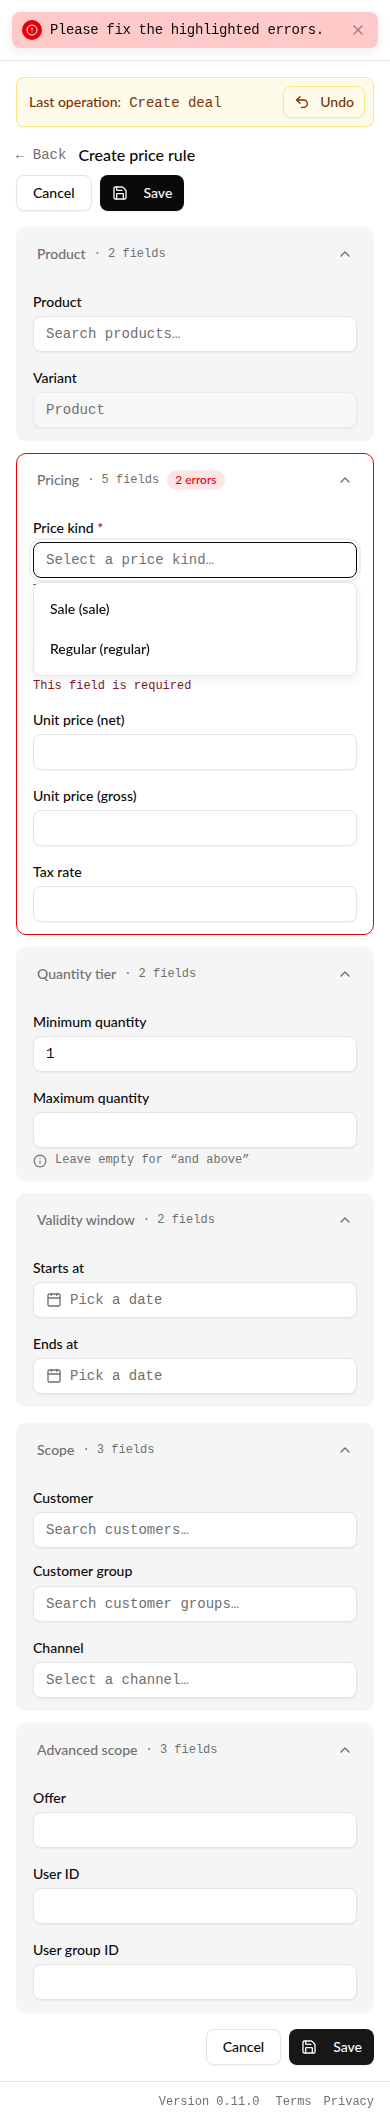 Please fix the highlighted errors.
Last operation: Create deal
Undo
← Back Create price rule
Cancel
Save
Product · 2 fields
Product
Search products…
Variant
Product
Pricing · 5 fields 2 errors
Price kind *
Select a price kind…
Sale (sale)
Regular (regular)
This field is required
Unit price (net)
Unit price (gross)
Tax rate
Quantity tier · 2 fields
Minimum quantity
1
Maximum quantity
Leave empty for “and above”
Validity window · 2 fields
Starts at
Pick a date
Ends at
Pick a date
Scope · 3 fields
Customer
Search customers…
Customer group
Search customer groups…
Channel
Select a channel…
Advanced scope · 3 fields
Offer
User ID
User group ID
Cancel
Save
Version 0.11.0 Terms Privacy